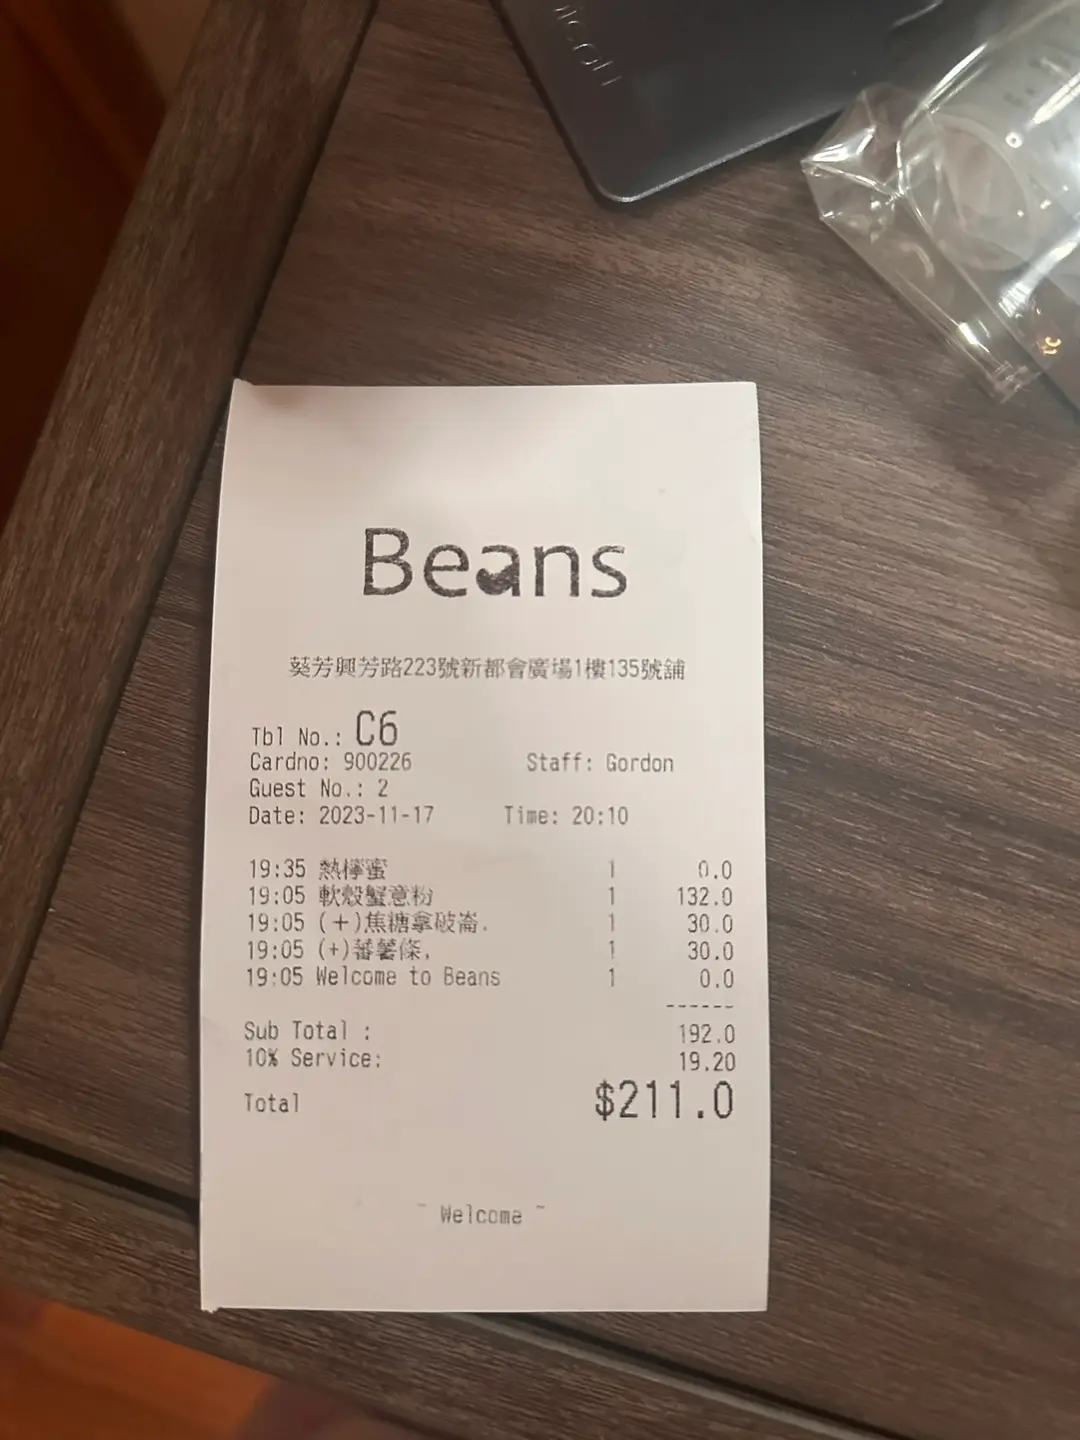 Beans
葵芳興芳路223號新都會廣場1樓135號舖
Tbl No.: C6
Cardno: 900226 Staff: Gordon
Guest No.: 2
Date: 2023-11-17 Time: 20:10
19:35 熱檸蜜 1 0.0
19:05 軟殼蟹意粉 1 132.0
19:05 (+)焦糖拿破崙. 1 30.0
19:05 (+)蕃薯條, 1 30.0
19:05 Welcome to Beans 1 0.0
------
Sub Total : 192.0
10% Service: 19.20
Total $211.0
~ Welcome ~